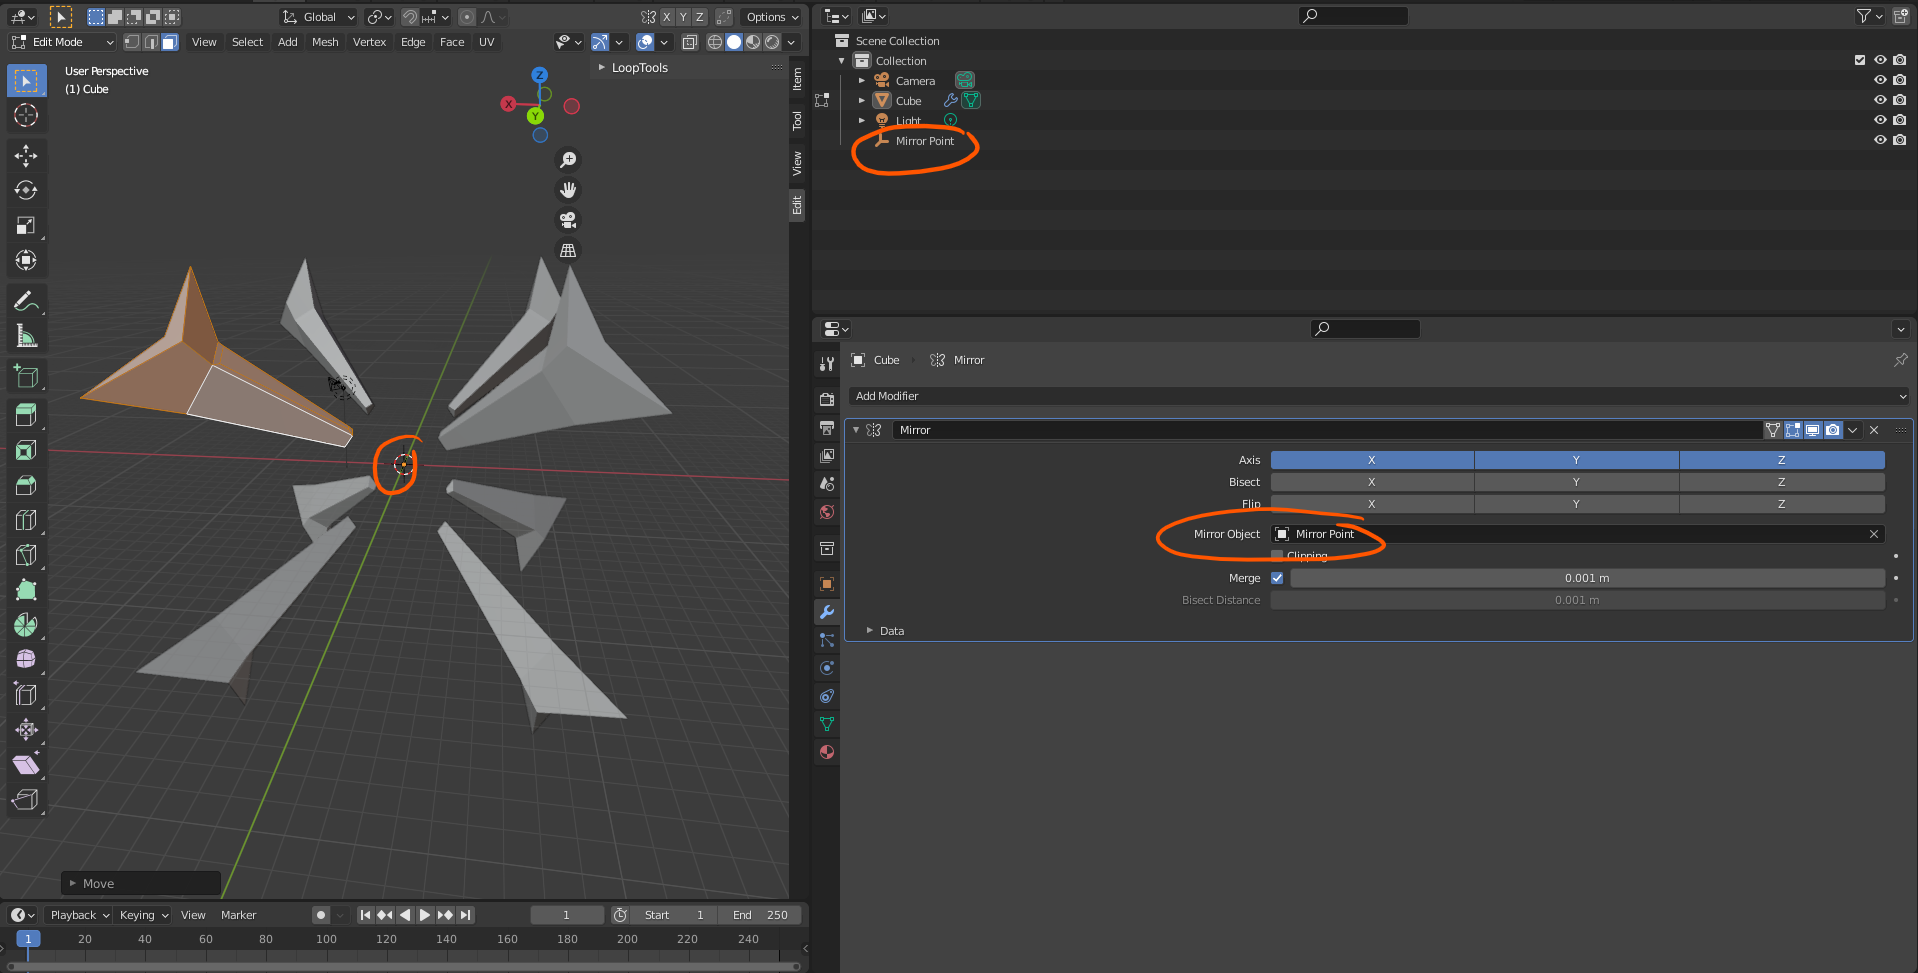 Global
X Y Z
Options
Edit Mode
View Select Add Mesh Vertex Edge Face UV
User Perspective
(1) Cube
LoopTools
Item
Tool
View
Edit
Z
X
Y
Move
Playback Keying View Marker
1
Start 1
End 250
1 20 40 60 80 100 120 140 160 180 200 220 240
Scene Collection
Collection
Camera
Cube
Light
Mirror Point
Cube Mirror
Add Modifier
Mirror
Axis X Y Z
Bisect X Y Z
Flip X Y Z
Mirror Object Mirror Point
Clipping
Merge 0.001 m
Bisect Distance 0.001 m
Data